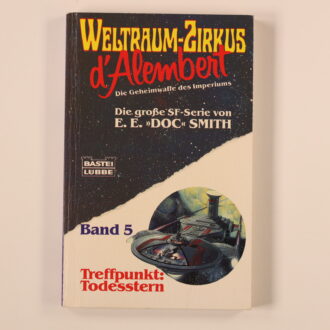 WELTRAUM-ZIRKUS
d'Alembert
Die Geheimwaffe des Imperiums
Die große SF-Serie von
E. E. »DOC« SMITH
BASTEI
LÜBBE
Band 5
Treffpunkt:
Todesstern